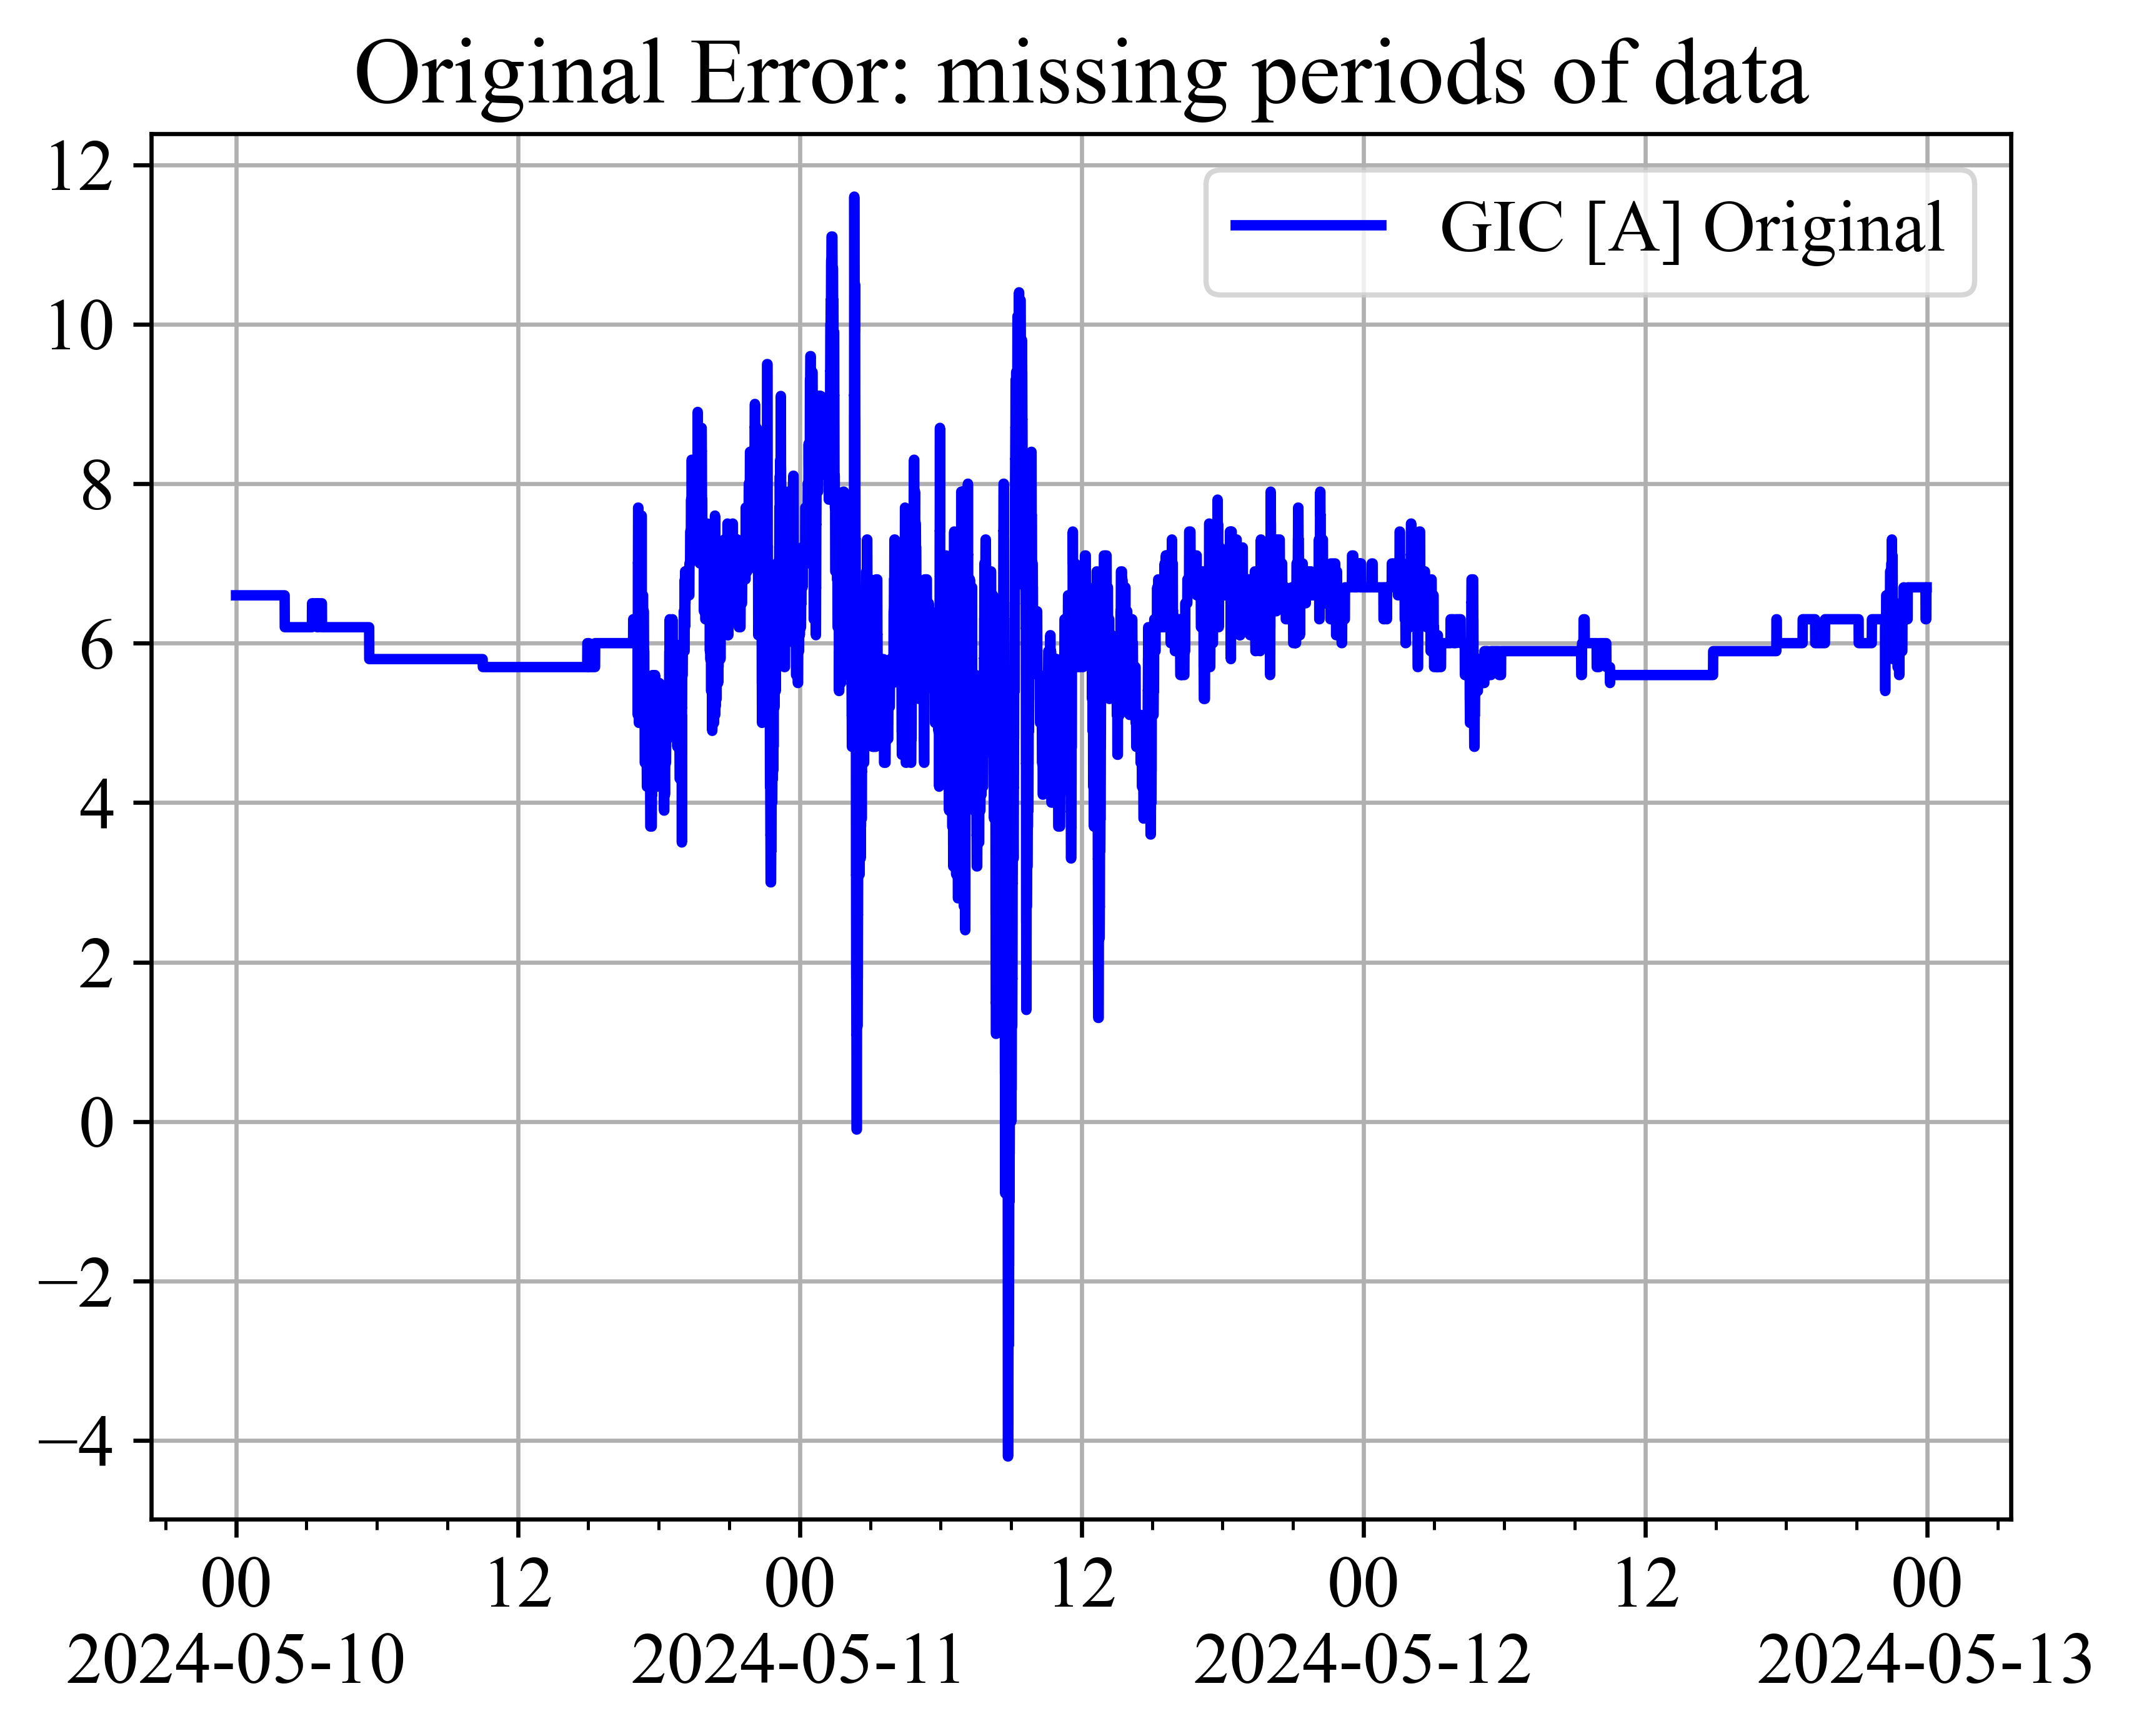 Original Error: missing periods of data
12
10
8
6
4
2
0
−2
−4
GIC [A] Original
00 12 00 12 00 12 00
2024-05-10 2024-05-11 2024-05-12 2024-05-13